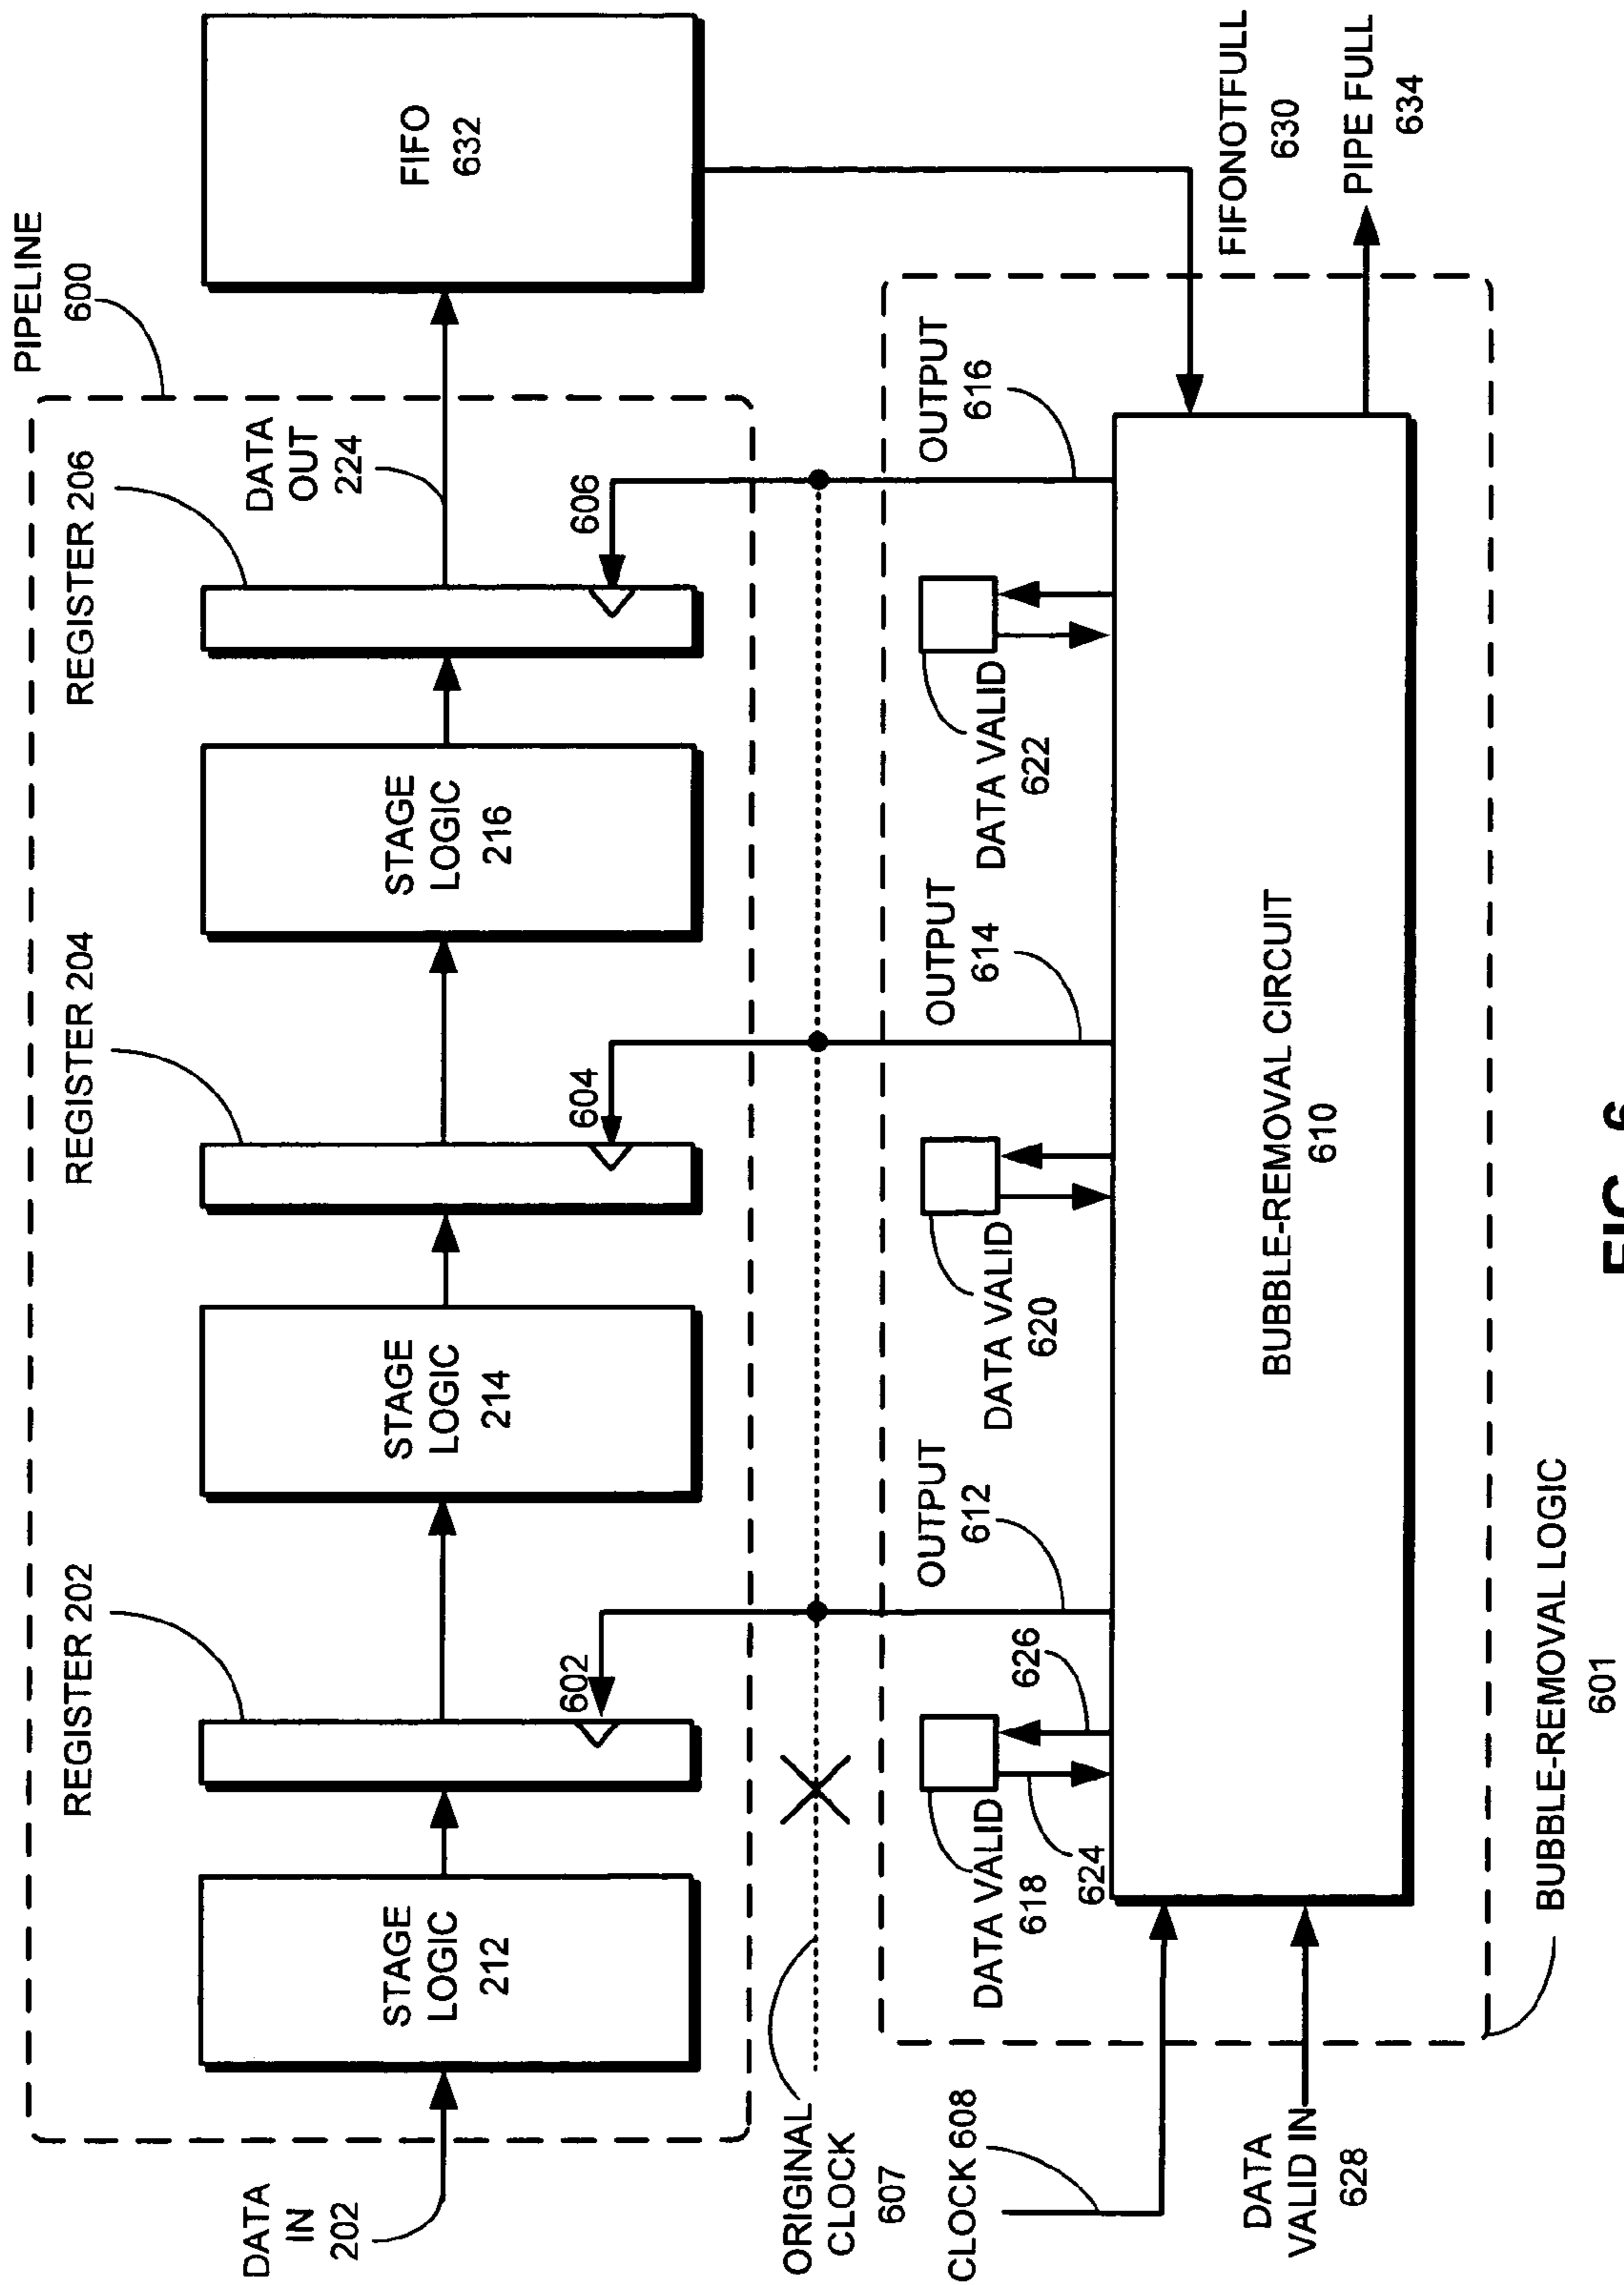 PIPELINE
600
REGISTER 202
REGISTER 204
REGISTER 206
DATA
IN
202
STAGE
LOGIC
212
STAGE
LOGIC
214
STAGE
LOGIC
216
DATA
OUT
224
FIFO
632
602
604
606
ORIGINAL
CLOCK
607
CLOCK 608
DATA
VALID IN
628
DATA VALID
618
624
626
OUTPUT
612
DATA VALID
620
OUTPUT
614
DATA VALID
622
OUTPUT
616
BUBBLE-REMOVAL CIRCUIT
610
FIFONOTFULL
630
PIPE FULL
634
BUBBLE-REMOVAL LOGIC
601
FIG. 6